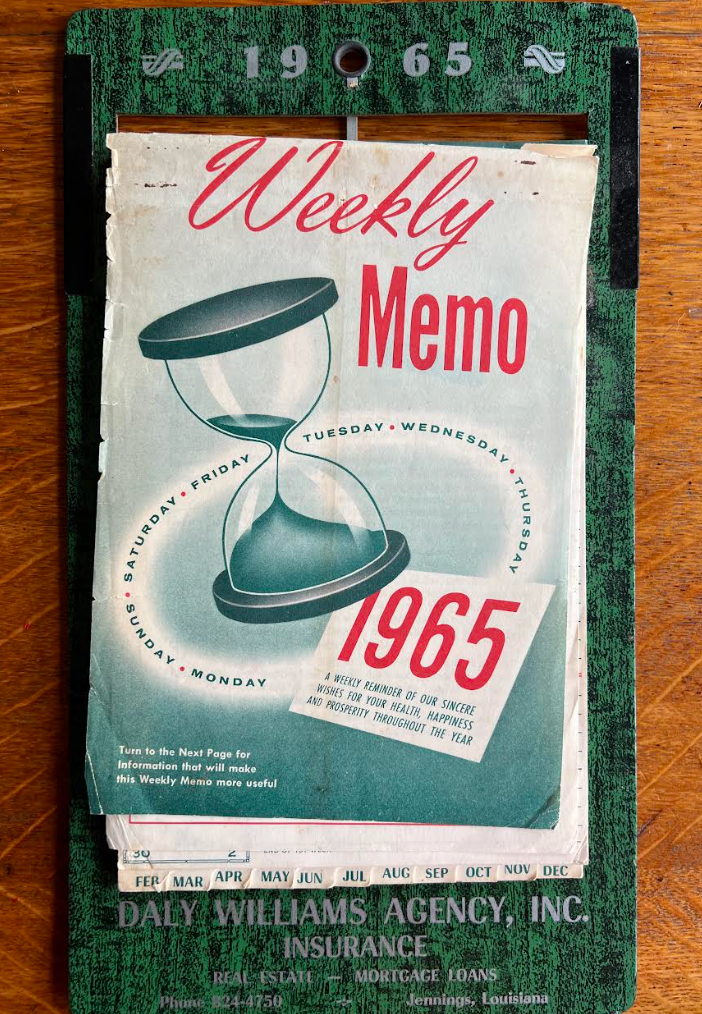 1965
Weekly
Memo
TUESDAY • WEDNESDAY • THURSDAY
SUNDAY • SATURDAY • FRIDAY
• MONDAY
1965
A WEEKLY REMINDER OF OUR SINCERE
WISHES FOR YOUR HEALTH, HAPPINESS
AND PROSPERITY THROUGHOUT THE YEAR
Turn to the Next Page for
Information that will make
this Weekly Memo more useful
30 2
FEB MAR APR MAY JUN JUL AUG SEP OCT NOV DEC
DALY WILLIAMS AGENCY, INC.
INSURANCE
REAL ESTATE — MORTGAGE LOANS
Phone 824-4750 Jennings, Louisiana